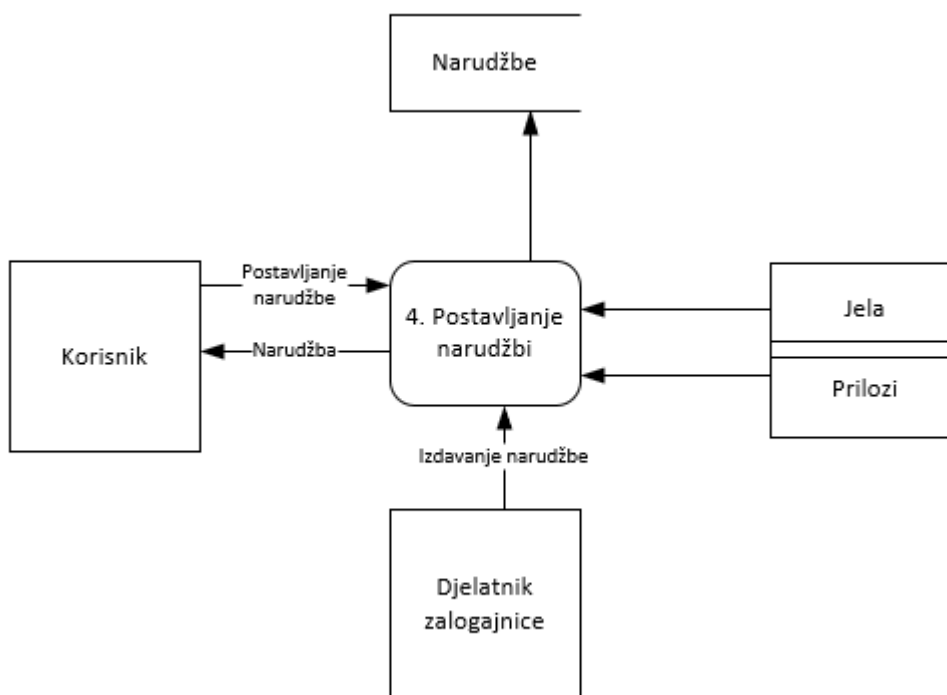 Narudžbe
Postavljanje
narudžbe
4. Postavljanje
narudžbi
Jela
Korisnik
Narudžba
Prilozi
Izdavanje narudžbe
Djelatnik
zalogajnice